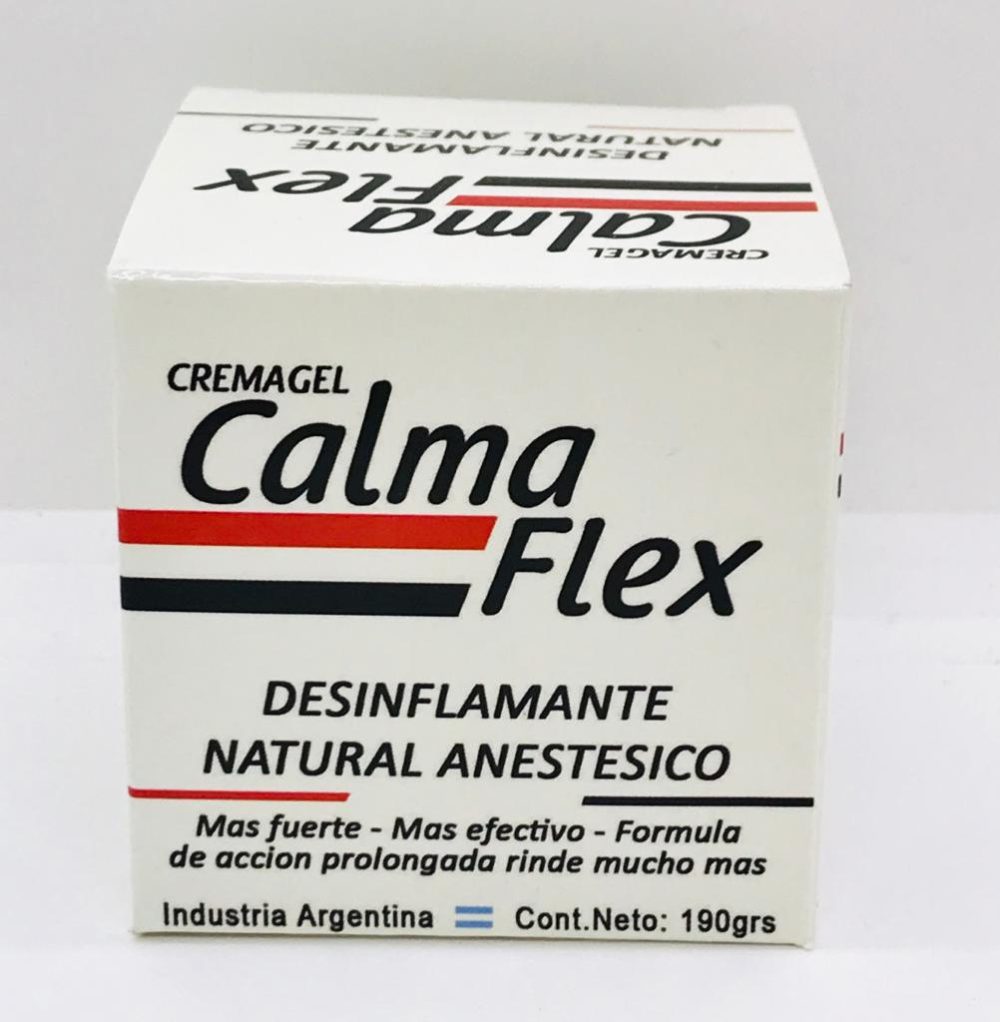 CREMAGEL
Calma
Flex
DESINFLAMANTE
NATURAL ANESTESICO
CREMAGEL
Calma
Flex
DESINFLAMANTE
NATURAL ANESTESICO
Mas fuerte - Mas efectivo - Formula
de accion prolongada rinde mucho mas
Industria Argentina Cont.Neto: 190grs